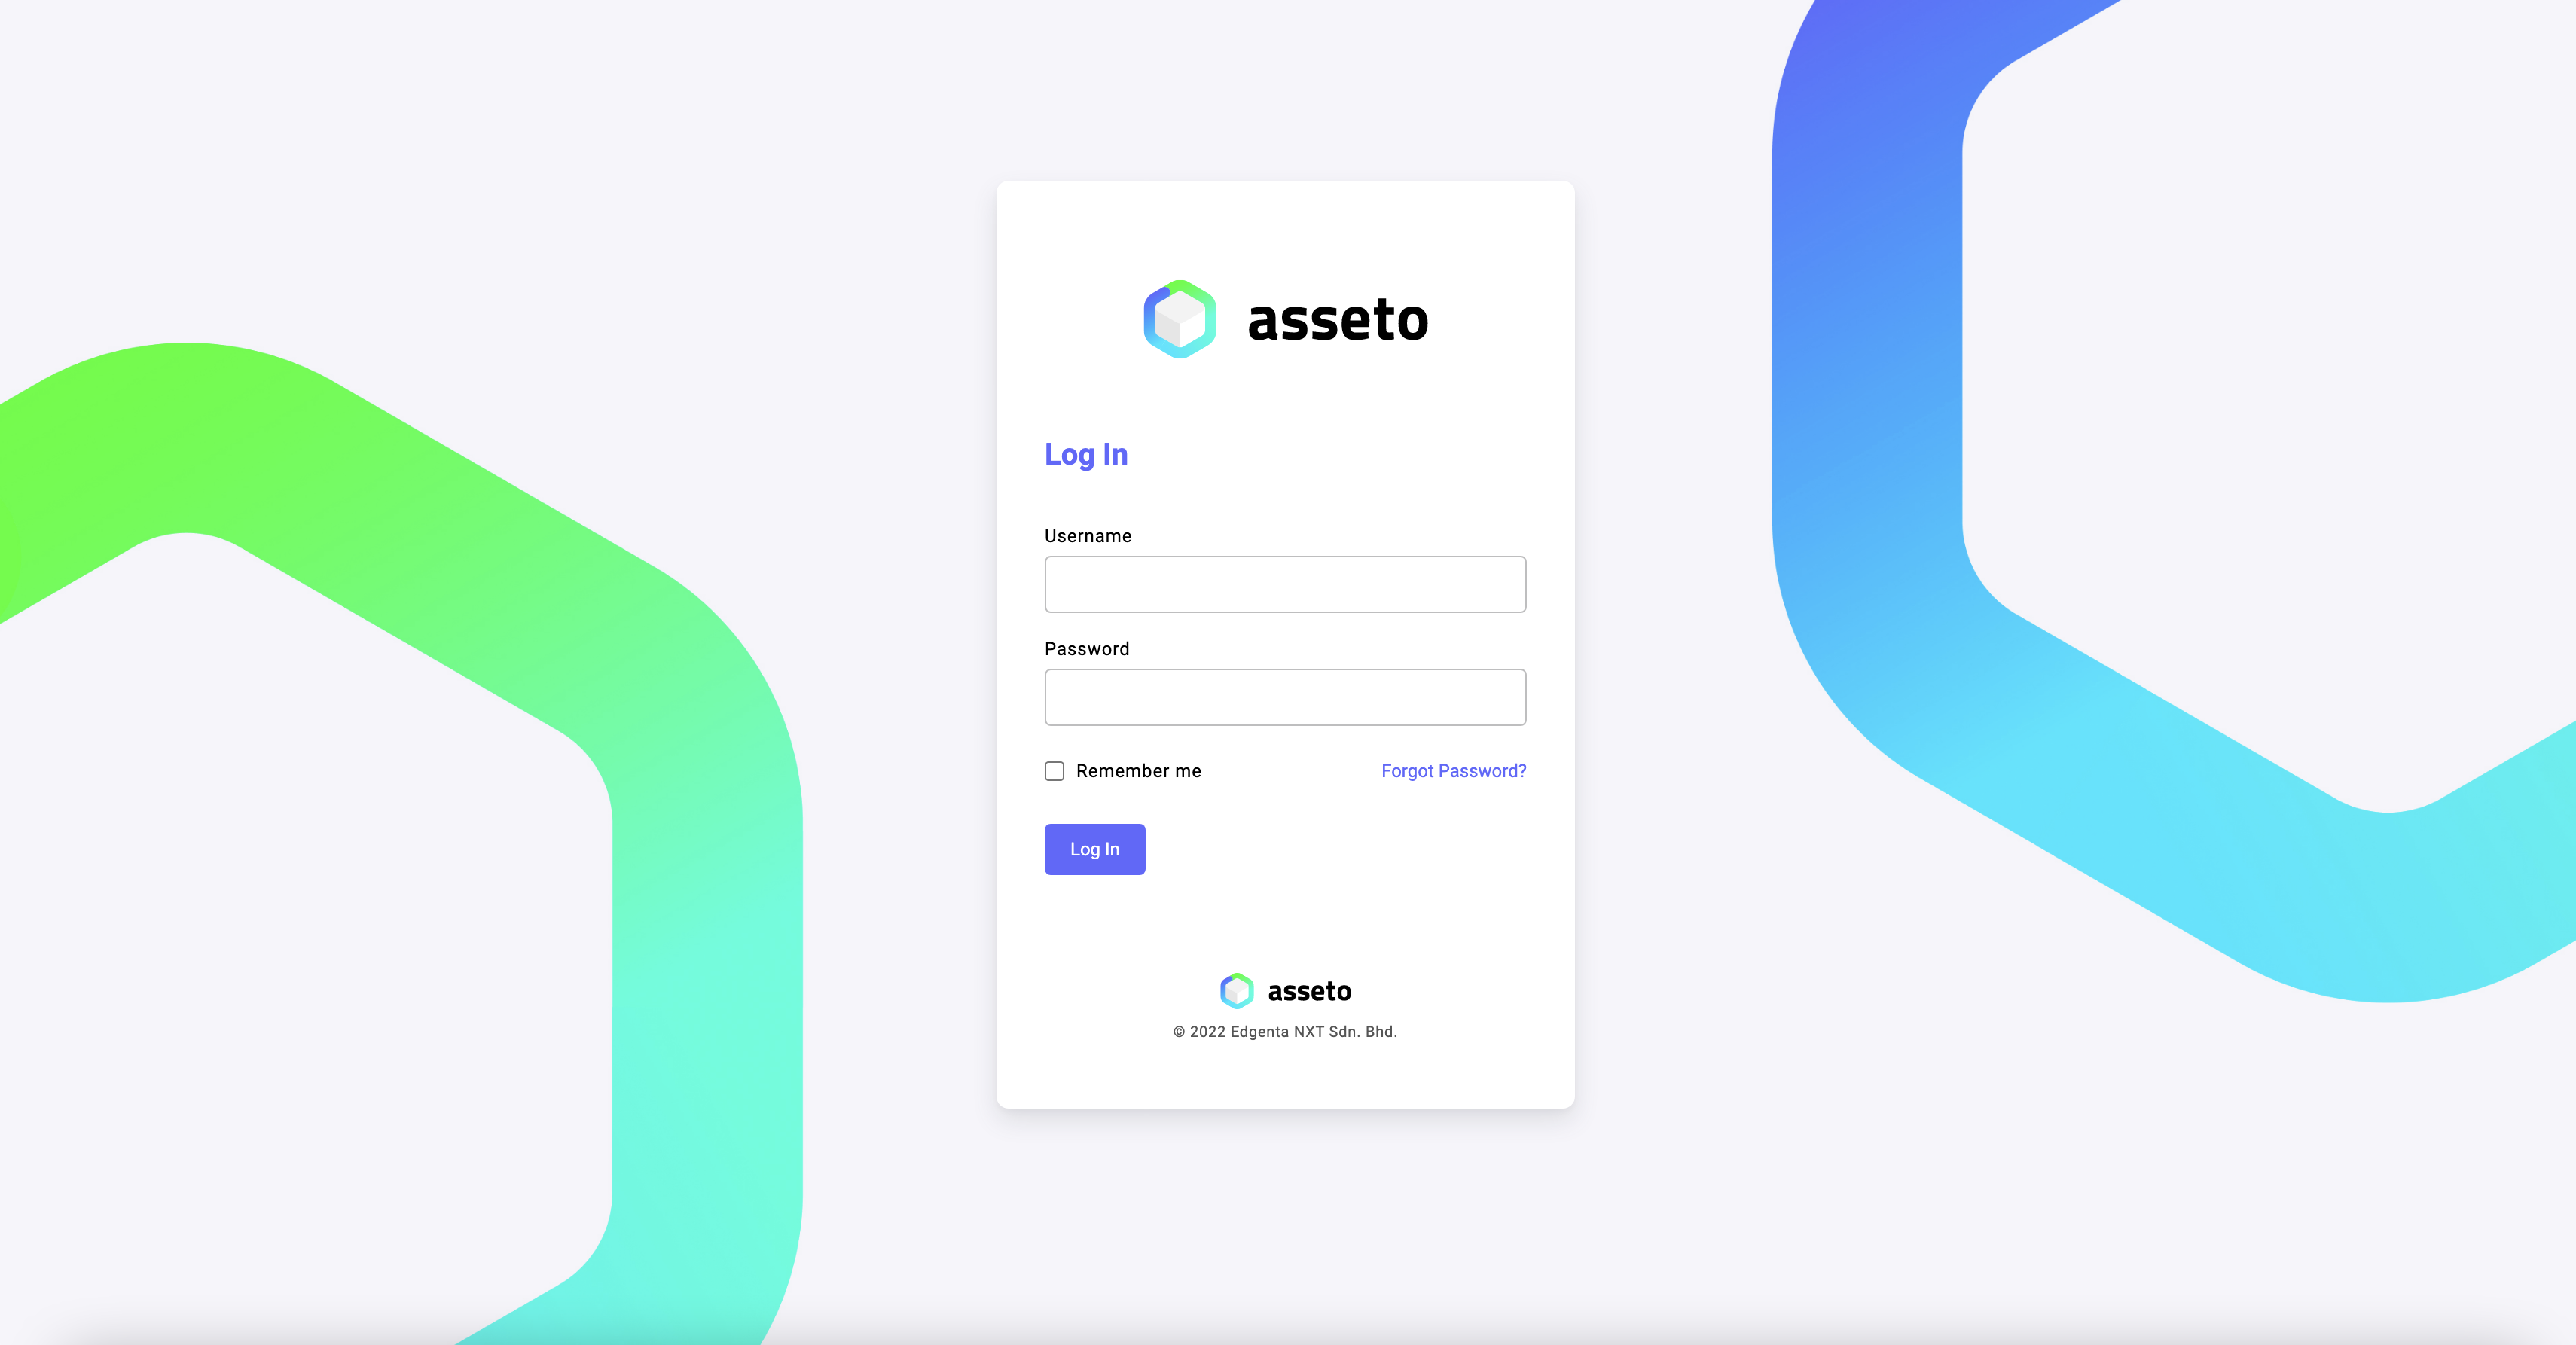 asseto
Log In
Username
Password
Remember me
Forgot Password?
Log In
asseto
© 2022 Edgenta NXT Sdn. Bhd.